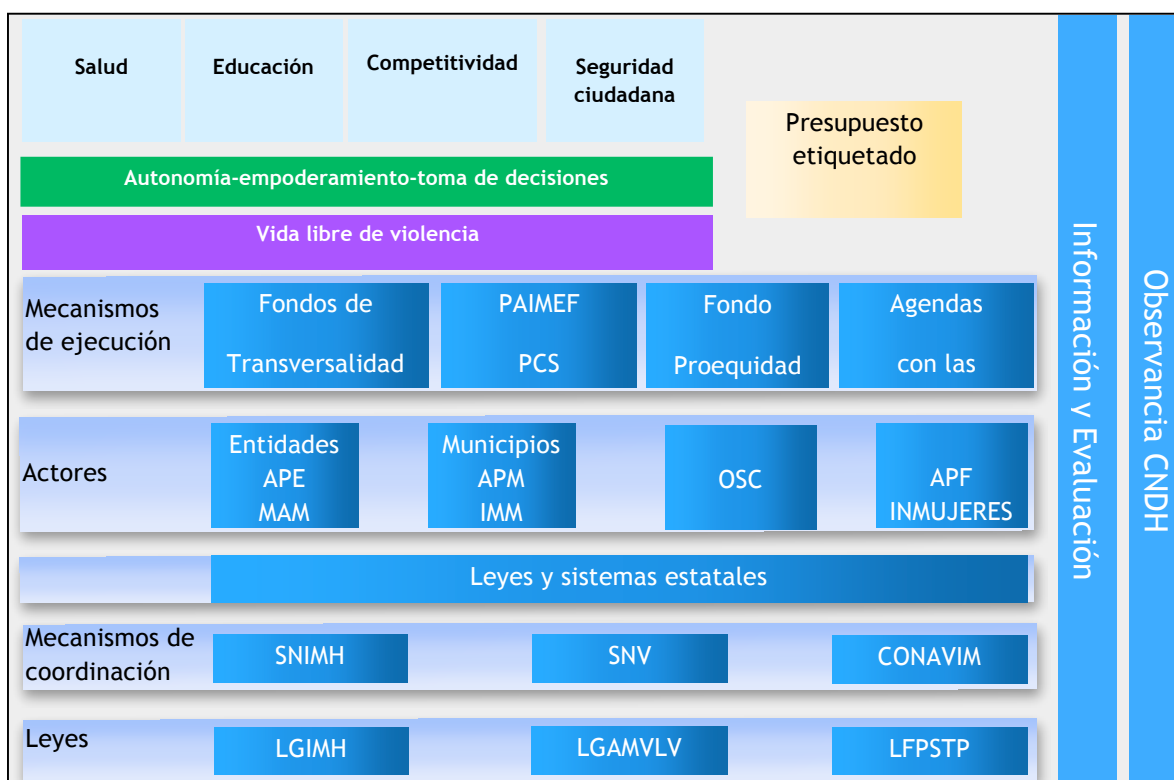 Salud
Educación
Competitividad
Seguridad
ciudadana
Presupuesto
etiquetado
Autonomía-empoderamiento-toma de decisiones
Vida libre de violencia
Mecanismos
de ejecución
Fondos de
Transversalidad
PAIMEF
PCS
Fondo
Proequidad
Agendas
con las
Actores
Entidades
APE
MAM
Municipios
APM
IMM
OSC
APF
INMUJERES
Leyes y sistemas estatales
Mecanismos de
coordinación
SNIMH
SNV
CONAVIM
Leyes
LGIMH
LGAMVLV
LFPSTP
Información y Evaluación
Observancia CNDH